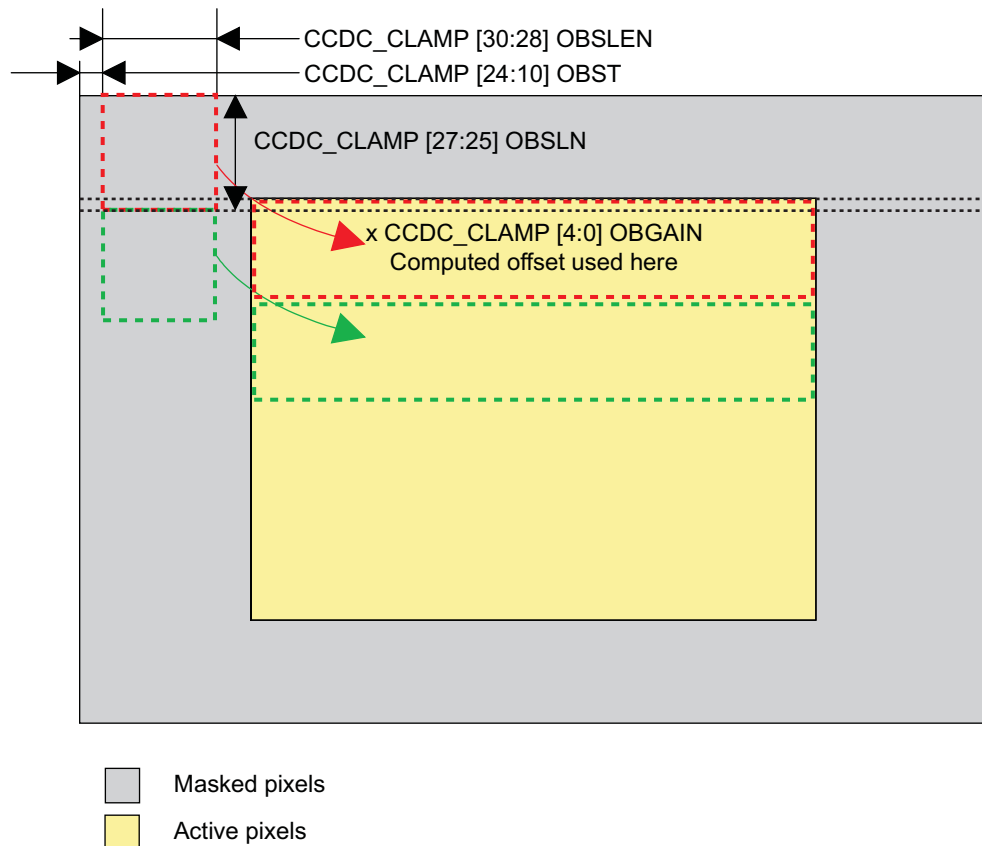 CCDC_CLAMP [30:28] OBSLEN
CCDC_CLAMP [24:10] OBST
CCDC_CLAMP [27:25] OBSLN
x CCDC_CLAMP [4:0] OBGAIN
Computed offset used here
Masked pixels
Active pixels